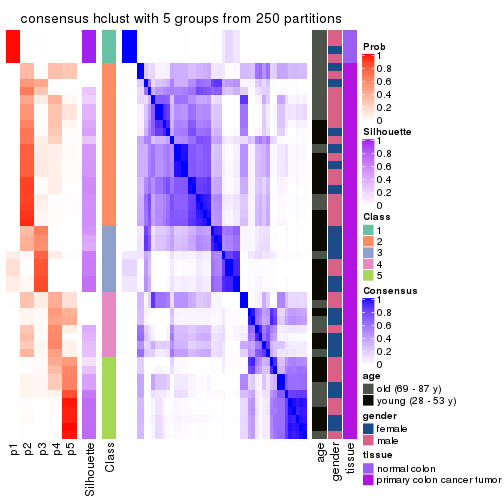 consensus hclust with 5 groups from 250 partitions
Prob
1
0.8
0.6
0.4
0.2
0
Silhouette
1
0.8
0.6
0.4
0.2
0
Class
1
2
3
4
5
Consensus
1
0.8
0.6
0.4
0.2
0
age
old (69 - 87 y)
young (28 - 53 y)
gender
female
male
tissue
normal colon
primary colon cancer tumor
p1
p2
p3
p4
p5
Silhouette
Class
age
gender
tissue